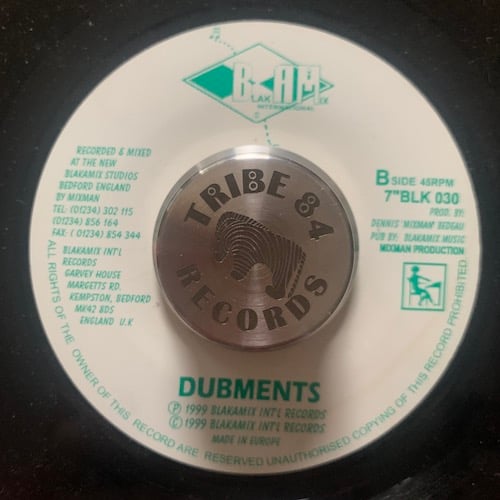 B AM
LAK IX
INTERNATIONAL
RECORDED & MIXED
AT THE NEW
BLAKAMIX STUDIOS
BEDFORD ENGLAND
BY MIXMAN
TEL: (01234) 302 115
(01234) 856 164
FAX: (01234) 854 344
BLAKAMIX INT'L
RECORDS
GARVEY HOUSE
MARGETTS RD.
KEMPSTON, BEDFORD
MK42 8DS
ENGLAND U.K
B SIDE 45RPM
7"BLK 030
PROD. BY:
DENNIS 'MIXMAN' BEDEAU
PUB BY: BLAKAMIX MUSIC
MIXMAN PRODUCTION
TRIBE 84
RECORDS
DUBMENTS
℗ 1999 BLAKAMIX INT'L RECORDS
© 1999 BLAKAMIX INT'L RECORDS
MADE IN EUROPE
ALL RIGHTS OF THE OWNER OF THIS RECORD ARE RESERVED UNAUTHORISED COPYING OF THIS RECORD PROHIBITED.